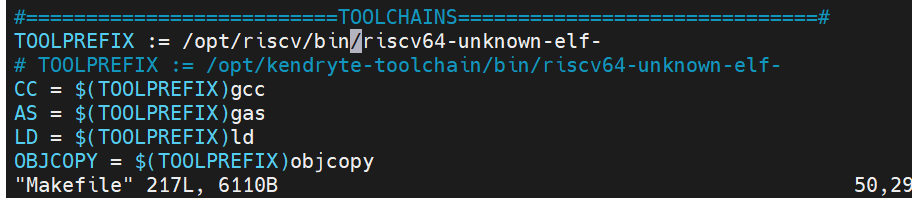 #==========================TOOLCHAINS==============================#
TOOLPREFIX := /opt/riscv/bin/riscv64-unknown-elf-
# TOOLPREFIX := /opt/kendryte-toolchain/bin/riscv64-unknown-elf-
CC = $(TOOLPREFIX)gcc
AS = $(TOOLPREFIX)gas
LD = $(TOOLPREFIX)ld
OBJCOPY = $(TOOLPREFIX)objcopy
"Makefile" 217L, 6110B 50,29